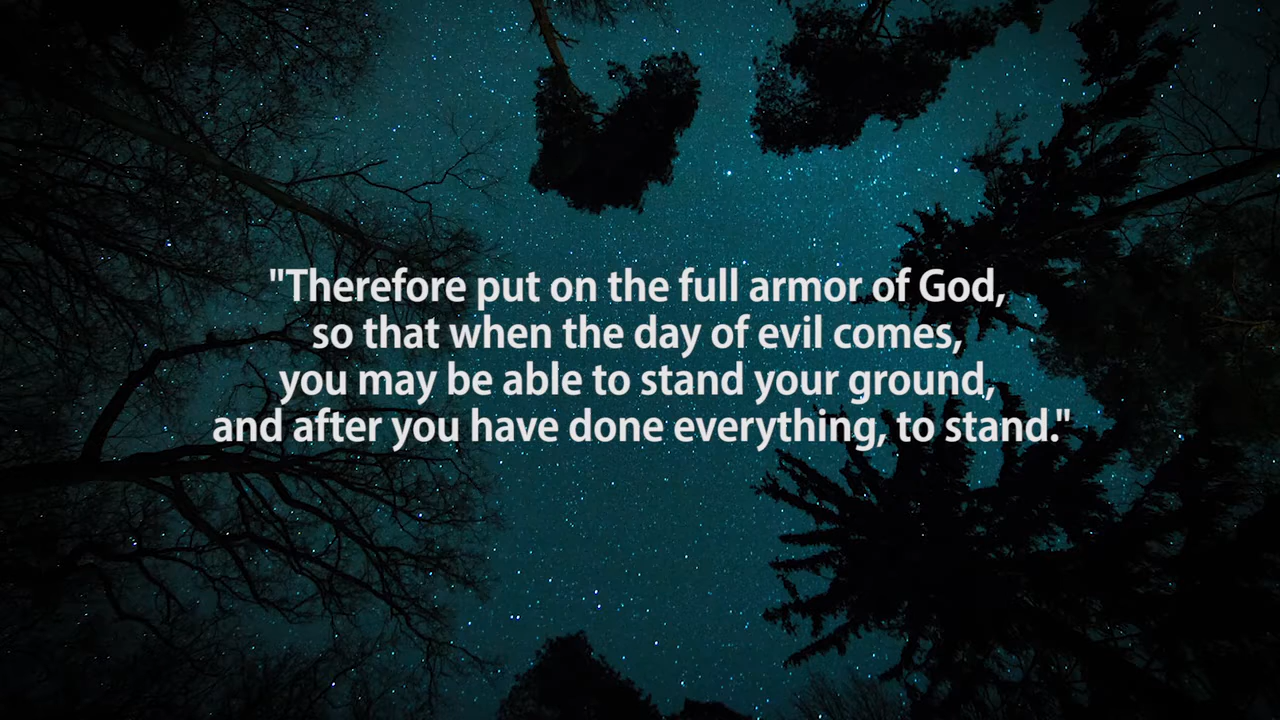 "Therefore put on the full armor of God,
so that when the day of evil comes,
you may be able to stand your ground,
and after you have done everything, to stand."